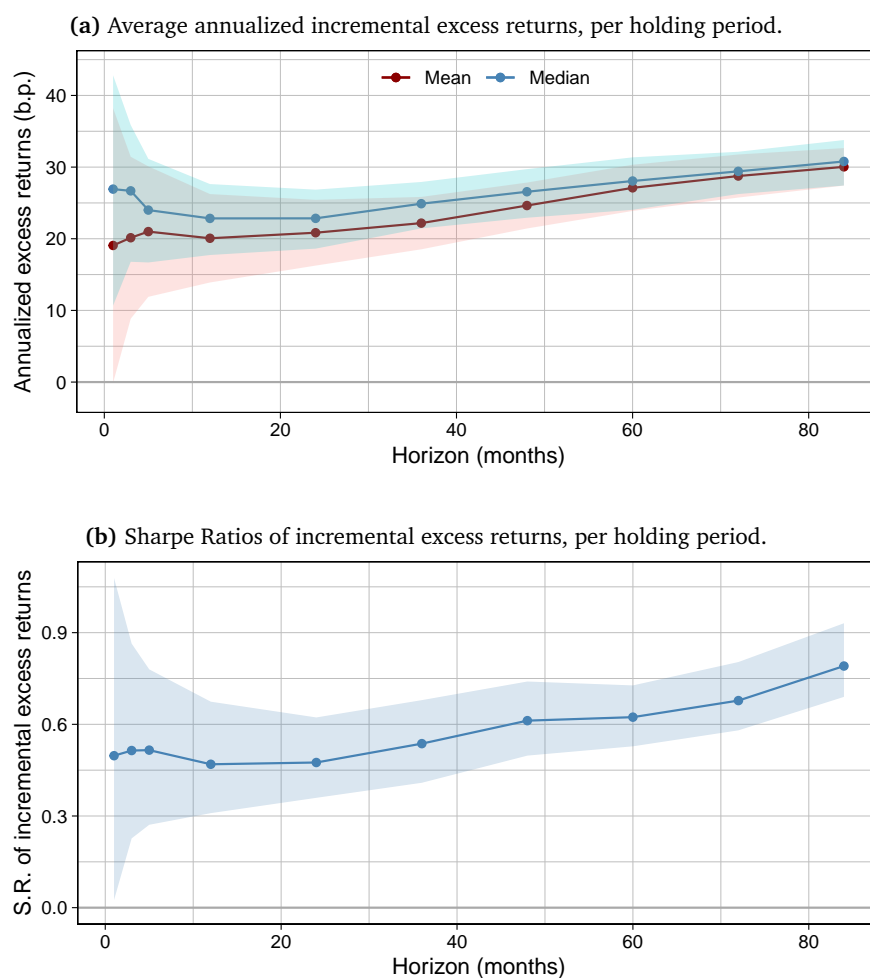 (a) Average annualized incremental excess returns, per holding period.
Mean
Median
Annualized excess returns (b.p.)
40
30
20
10
0
0
20
40
60
80
Horizon (months)
(b) Sharpe Ratios of incremental excess returns, per holding period.
S.R. of incremental excess returns
0.9
0.6
0.3
0.0
0
20
40
60
80
Horizon (months)